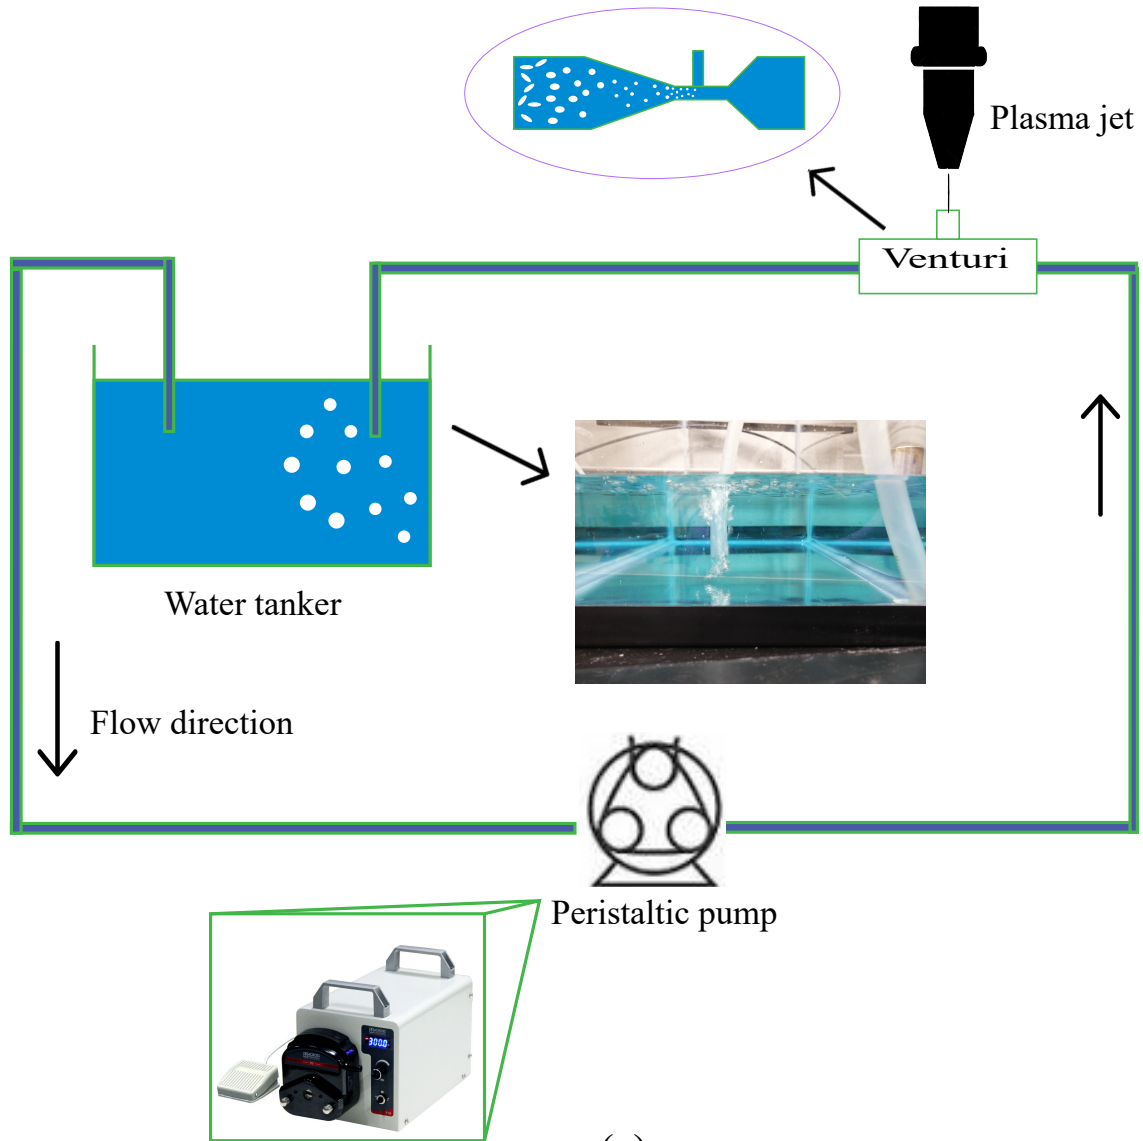 Plasma jet
Venturi
Water tanker
Flow direction
Peristaltic pump
300.0